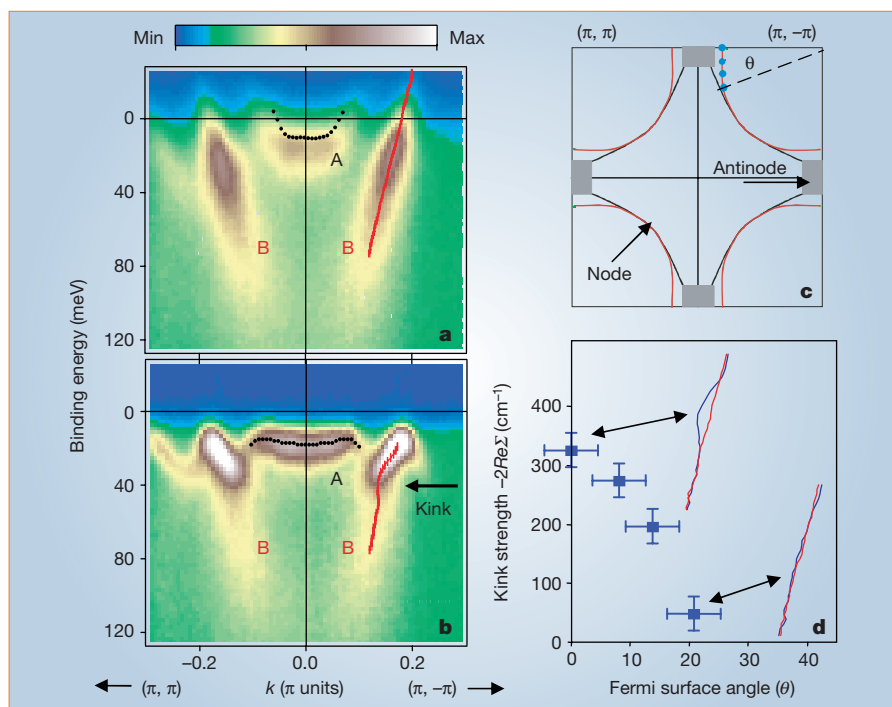 Min
Max
Binding energy (meV)
0
40
80
120
A
B
B
a
0
40
80
120
A
Kink
B
B
b
−0.2
0.0
0.2
(π, π)
k (π units)
(π, −π)
(π, π)
(π, −π)
θ
Antinode
Node
c
Kink strength −2ReΣ (cm⁻¹)
400
300
200
100
0
d
0
10
20
30
40
Fermi surface angle (θ)